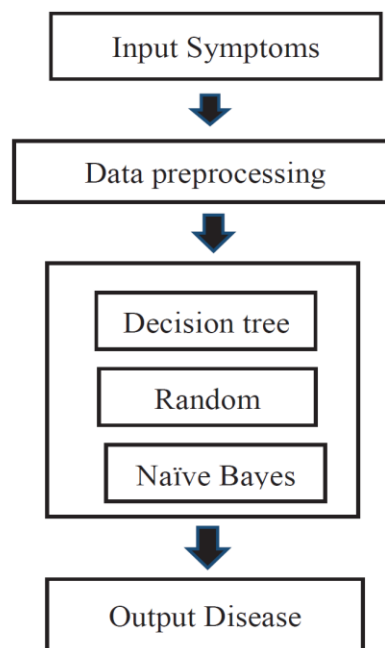 Input Symptoms
Data preprocessing
Decision tree
Random
Naïve Bayes
Output Disease